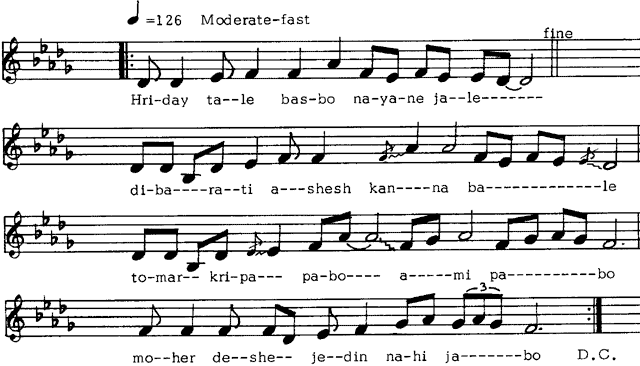 =126 Moderate-fast
fine
Hri-day ta--le bas-bo na-ya-ne ja--le-------
di-ba----ra--ti a---shesh kan----na ba------------le
to-mar-- kri-pa--- pa-bo---- a-----mi pa----------bo
3
mo--her de--she-- je--din na-hi ja-------bo D.C.